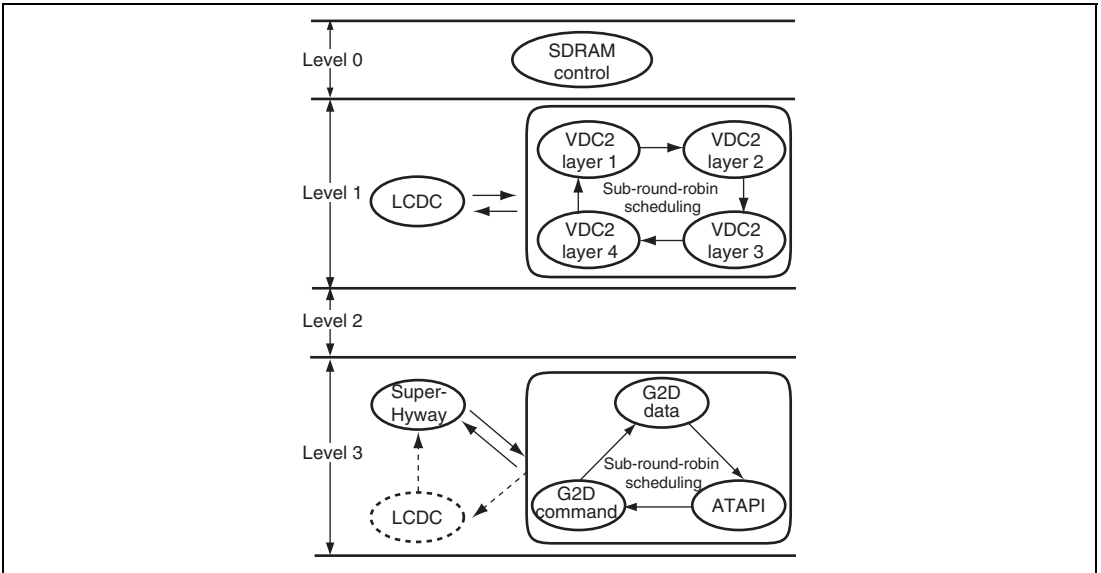 Level 0
SDRAM
control
Level 1
LCDC
VDC2
layer 1
VDC2
layer 2
Sub-round-robin
scheduling
VDC2
layer 4
VDC2
layer 3
Level 2
Level 3
Super-
Hyway
LCDC
G2D
data
Sub-round-robin
scheduling
G2D
command
ATAPI